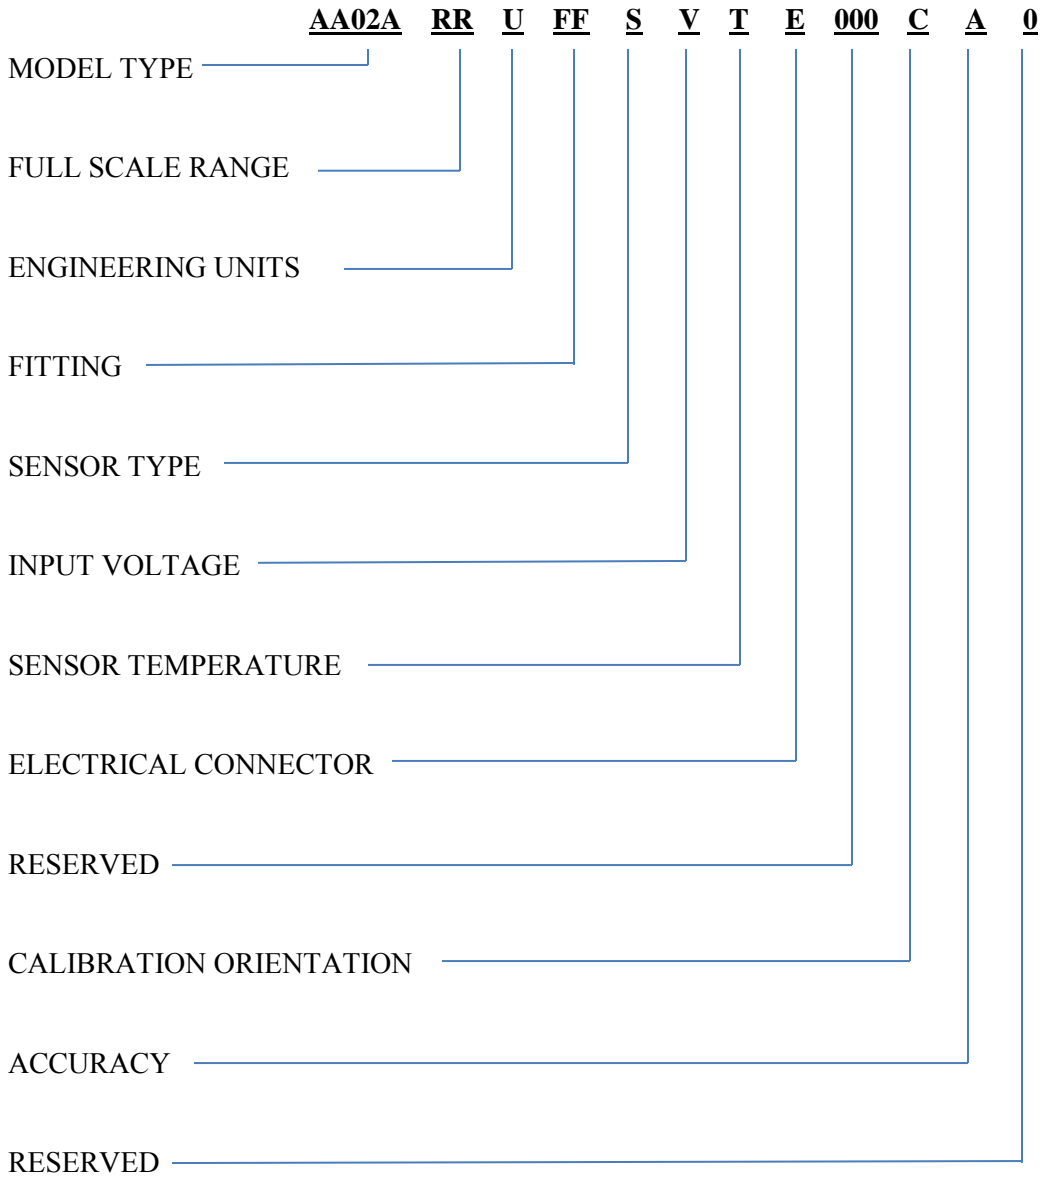 AA02A RR U FF S V T E 000 C A 0
MODEL TYPE
FULL SCALE RANGE
ENGINEERING UNITS
FITTING
SENSOR TYPE
INPUT VOLTAGE
SENSOR TEMPERATURE
ELECTRICAL CONNECTOR
RESERVED
CALIBRATION ORIENTATION
ACCURACY
RESERVED